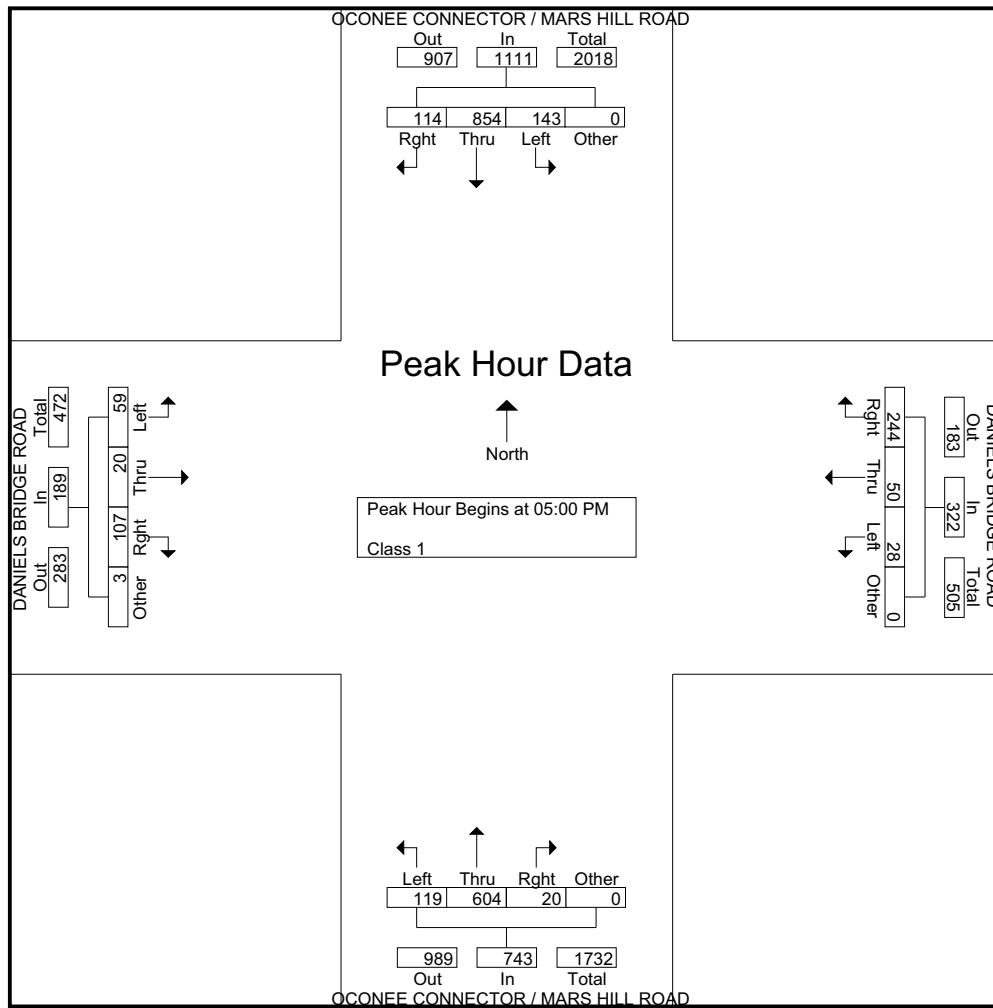 OCONEE CONNECTOR / MARS HILL ROAD
Out In Total
907 1111 2018
114 854 143 0
Rght Thru Left Other
Peak Hour Data
North
Peak Hour Begins at 05:00 PM
Class 1
DANIELS BRIDGE ROAD
Out In Total
283 189 472
Left Thru Rght Other
59 20 107 3
DANIELS BRIDGE ROAD
Out In Total
183 322 505
Rght Thru Left Other
244 50 28 0
Left Thru Rght Other
119 604 20 0
989 743 1732
Out In Total
OCONEE CONNECTOR / MARS HILL ROAD